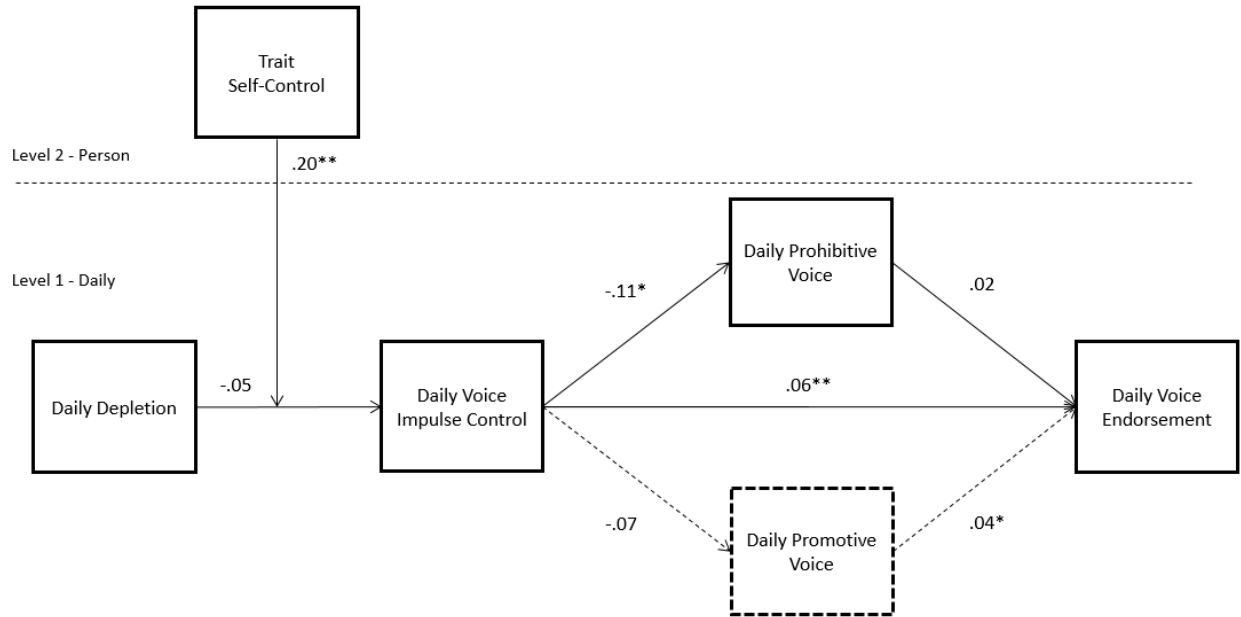 Trait
Self-Control
Level 2 - Person
.20**
Daily Prohibitive
Voice
Level 1 - Daily
-.11*
.02
Daily Depletion
-.05
Daily Voice
Impulse Control
.06**
Daily Voice
Endorsement
-.07
Daily Promotive
Voice
.04*